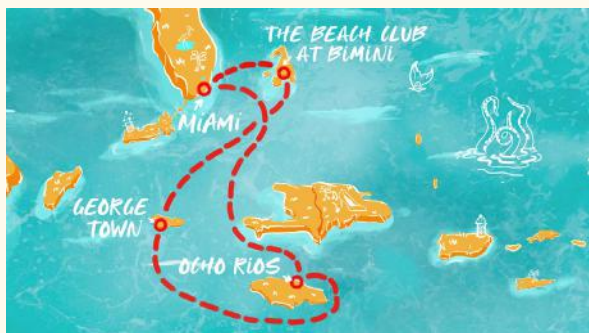 THE BEACH CLUB
AT BIMINI
MIAMI
GEORGE
TOWN
OCHO RIOS